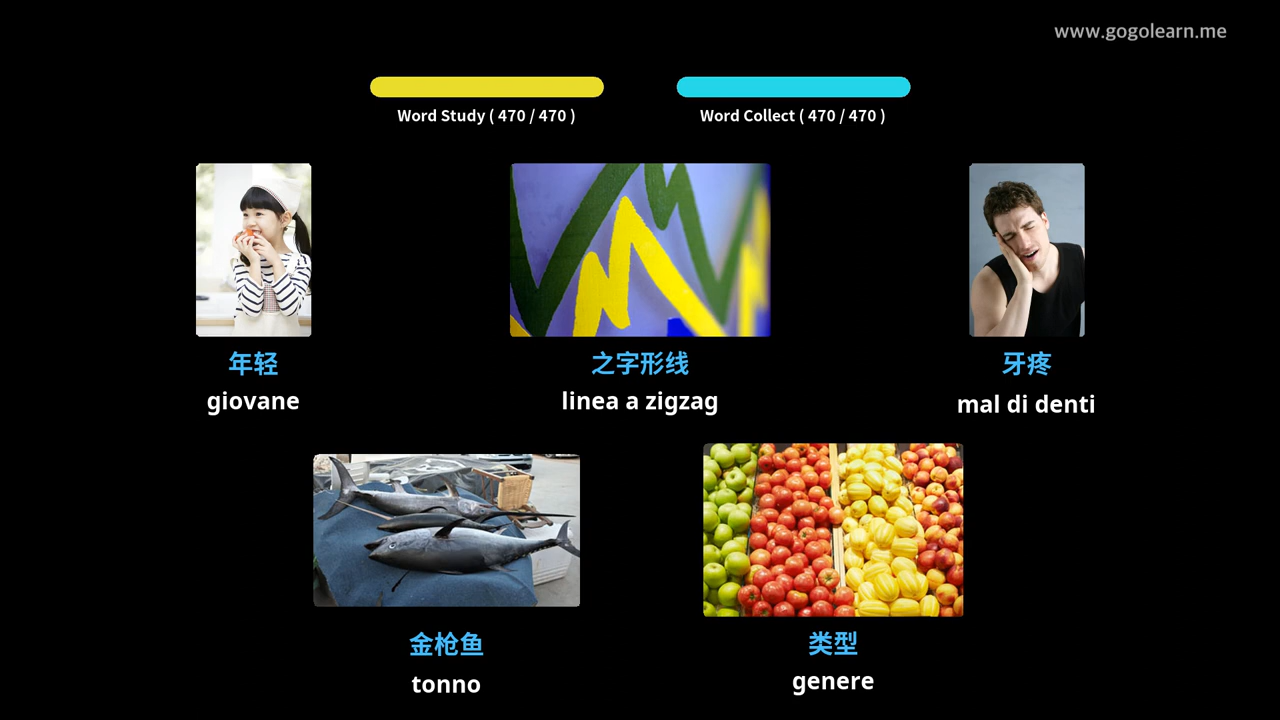 www.gogolearn.me
Word Study ( 470 / 470 )
Word Collect ( 470 / 470 )
年轻
giovane
之字形线
linea a zigzag
牙疼
mal di denti
金枪鱼
tonno
类型
genere